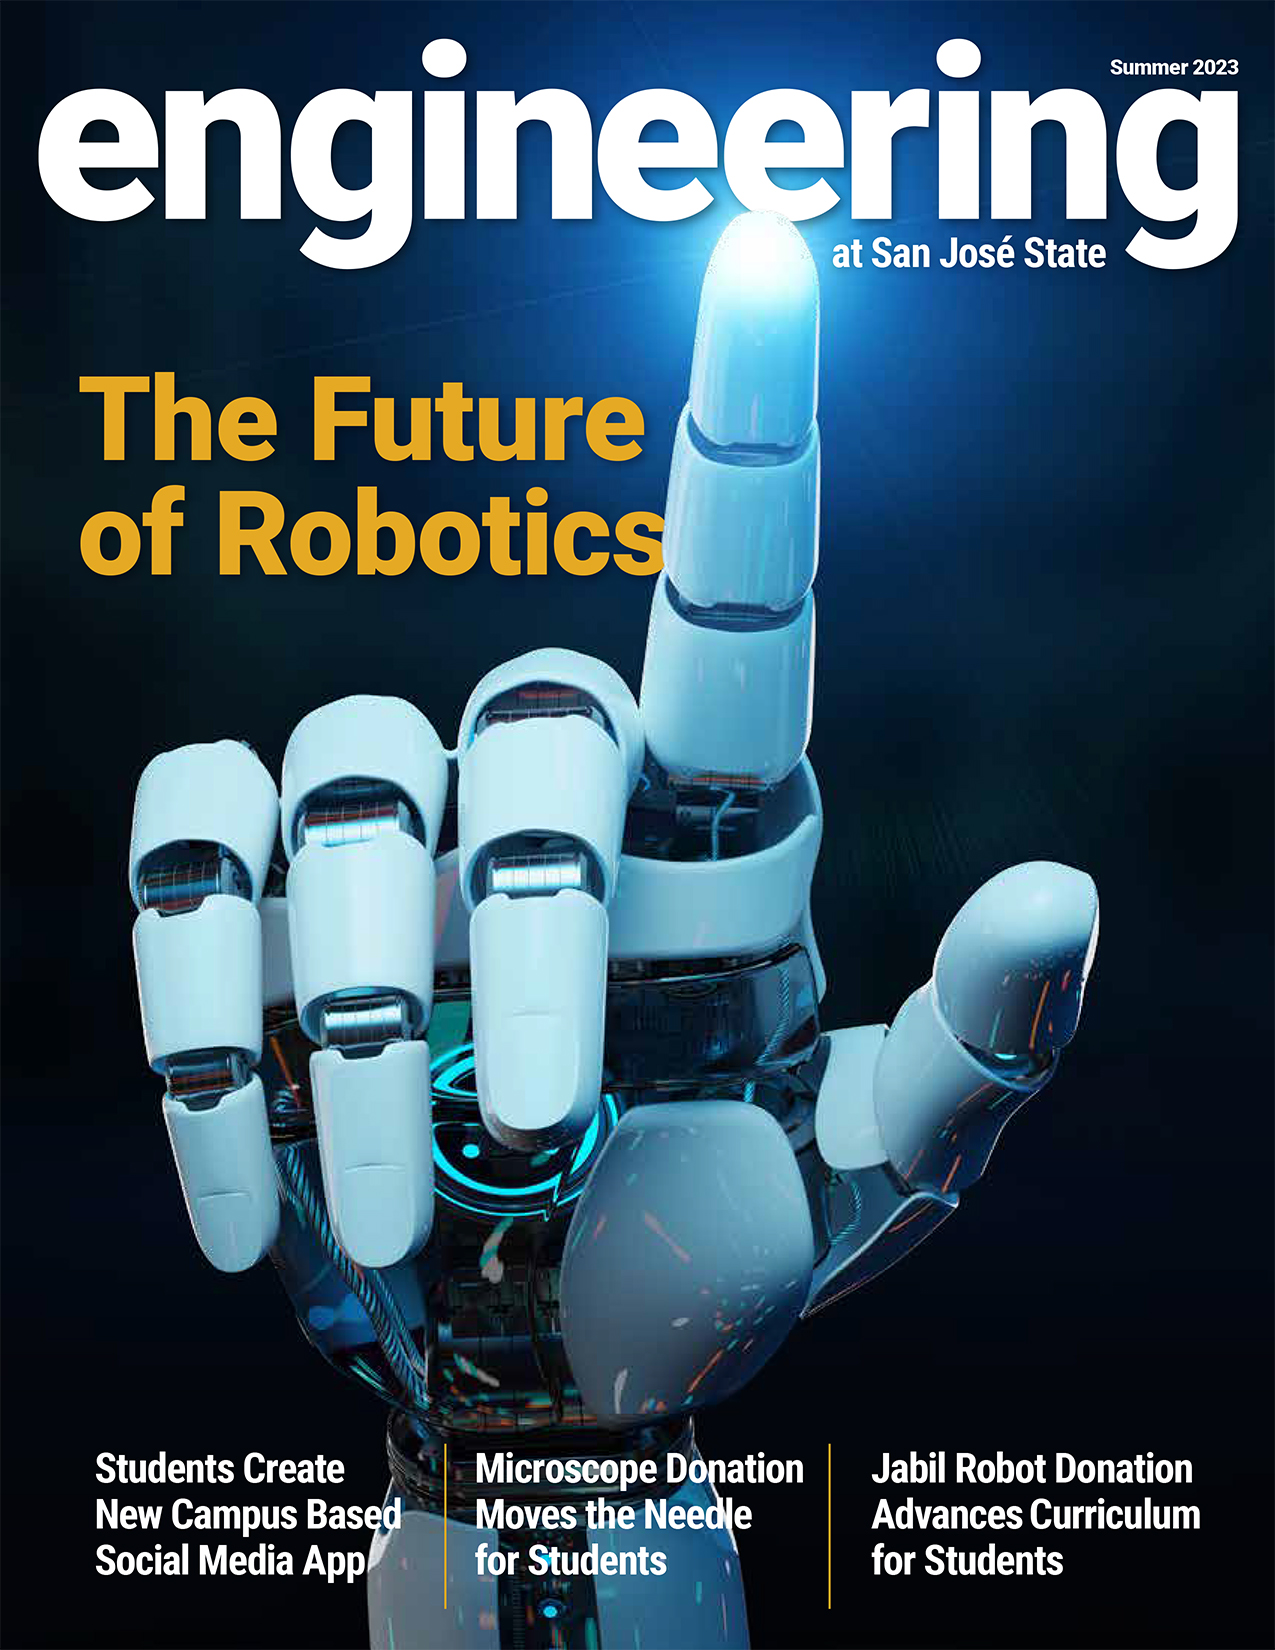 Summer 2023
engineering
at San José State
The Future
of Robotics
Students Create
New Campus Based
Social Media App
Microscope Donation
Moves the Needle
for Students
Jabil Robot Donation
Advances Curriculum
for Students